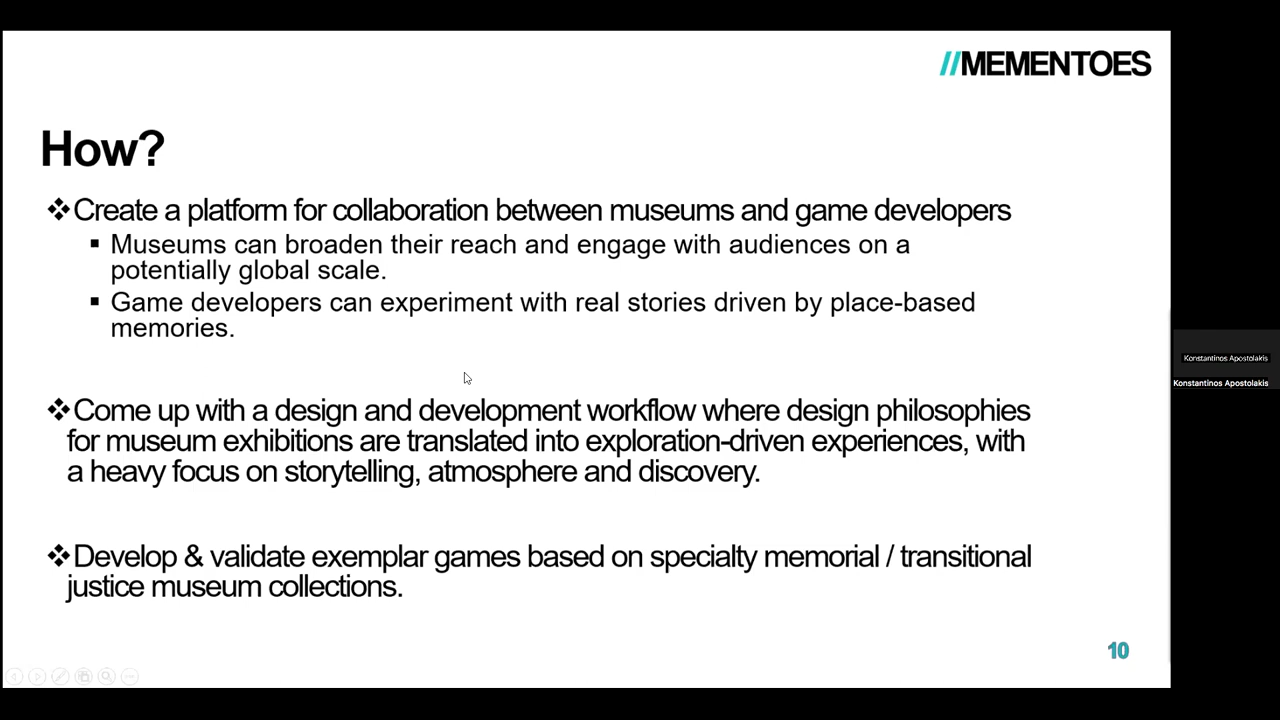 //MEMENTOES
How?
❖Create a platform for collaboration between museums and game developers
▪ Museums can broaden their reach and engage with audiences on a
potentially global scale.
▪ Game developers can experiment with real stories driven by place-based
memories.
❖Come up with a design and development workflow where design philosophies
for museum exhibitions are translated into exploration-driven experiences, with
a heavy focus on storytelling, atmosphere and discovery.
❖Develop & validate exemplar games based on specialty memorial / transitional
justice museum collections.
10
Konstantinos Apostolakis
Konstantinos Apostolakis